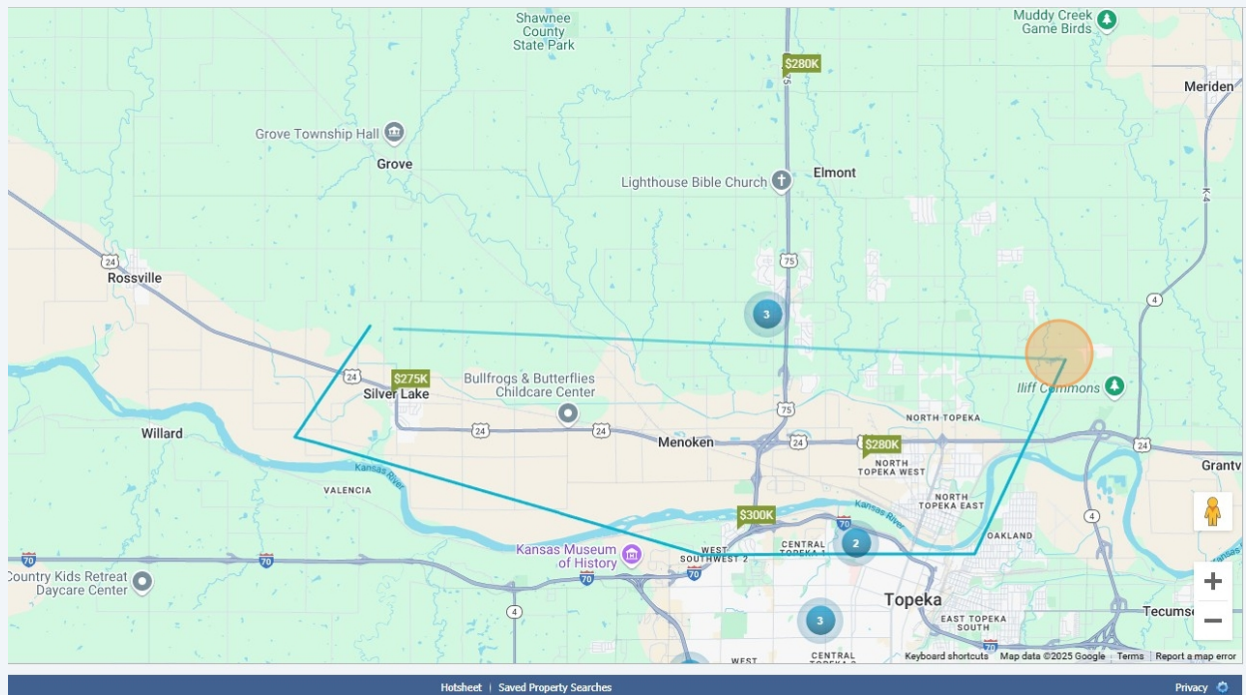 Shawnee
County
State Park
Muddy Creek
Game Birds
$280K
75
Meriden
Grove Township Hall
Grove
Lighthouse Bible Church
Elmont
K-4
24
Rossville
75
4
3
24
$275K
Silver Lake
Bullfrogs & Butterflies
Childcare Center
Iliff Commons
75
NORTH TOPEKA
Willard
24
24
Menoken
24
$280K
24
Grantv
NORTH
TOPEKA WEST
Kansas River
VALENCIA
NORTH
TOPEKA EAST
$300K
Kansas River
70
4
OAKLAND
Kansas Museum
of History
WEST
SOUTHWEST 2
CENTRAL
TOPEKA 1
2
70
70
70
70
Country Kids Retreat
Daycare Center
4
Topeka
Tecumse
3
EAST TOPEKA
SOUTH
70
WEST
CENTRAL
Keyboard shortcuts Map data ©2025 Google Terms Report a map error
Hotsheet | Saved Property Searches Privacy